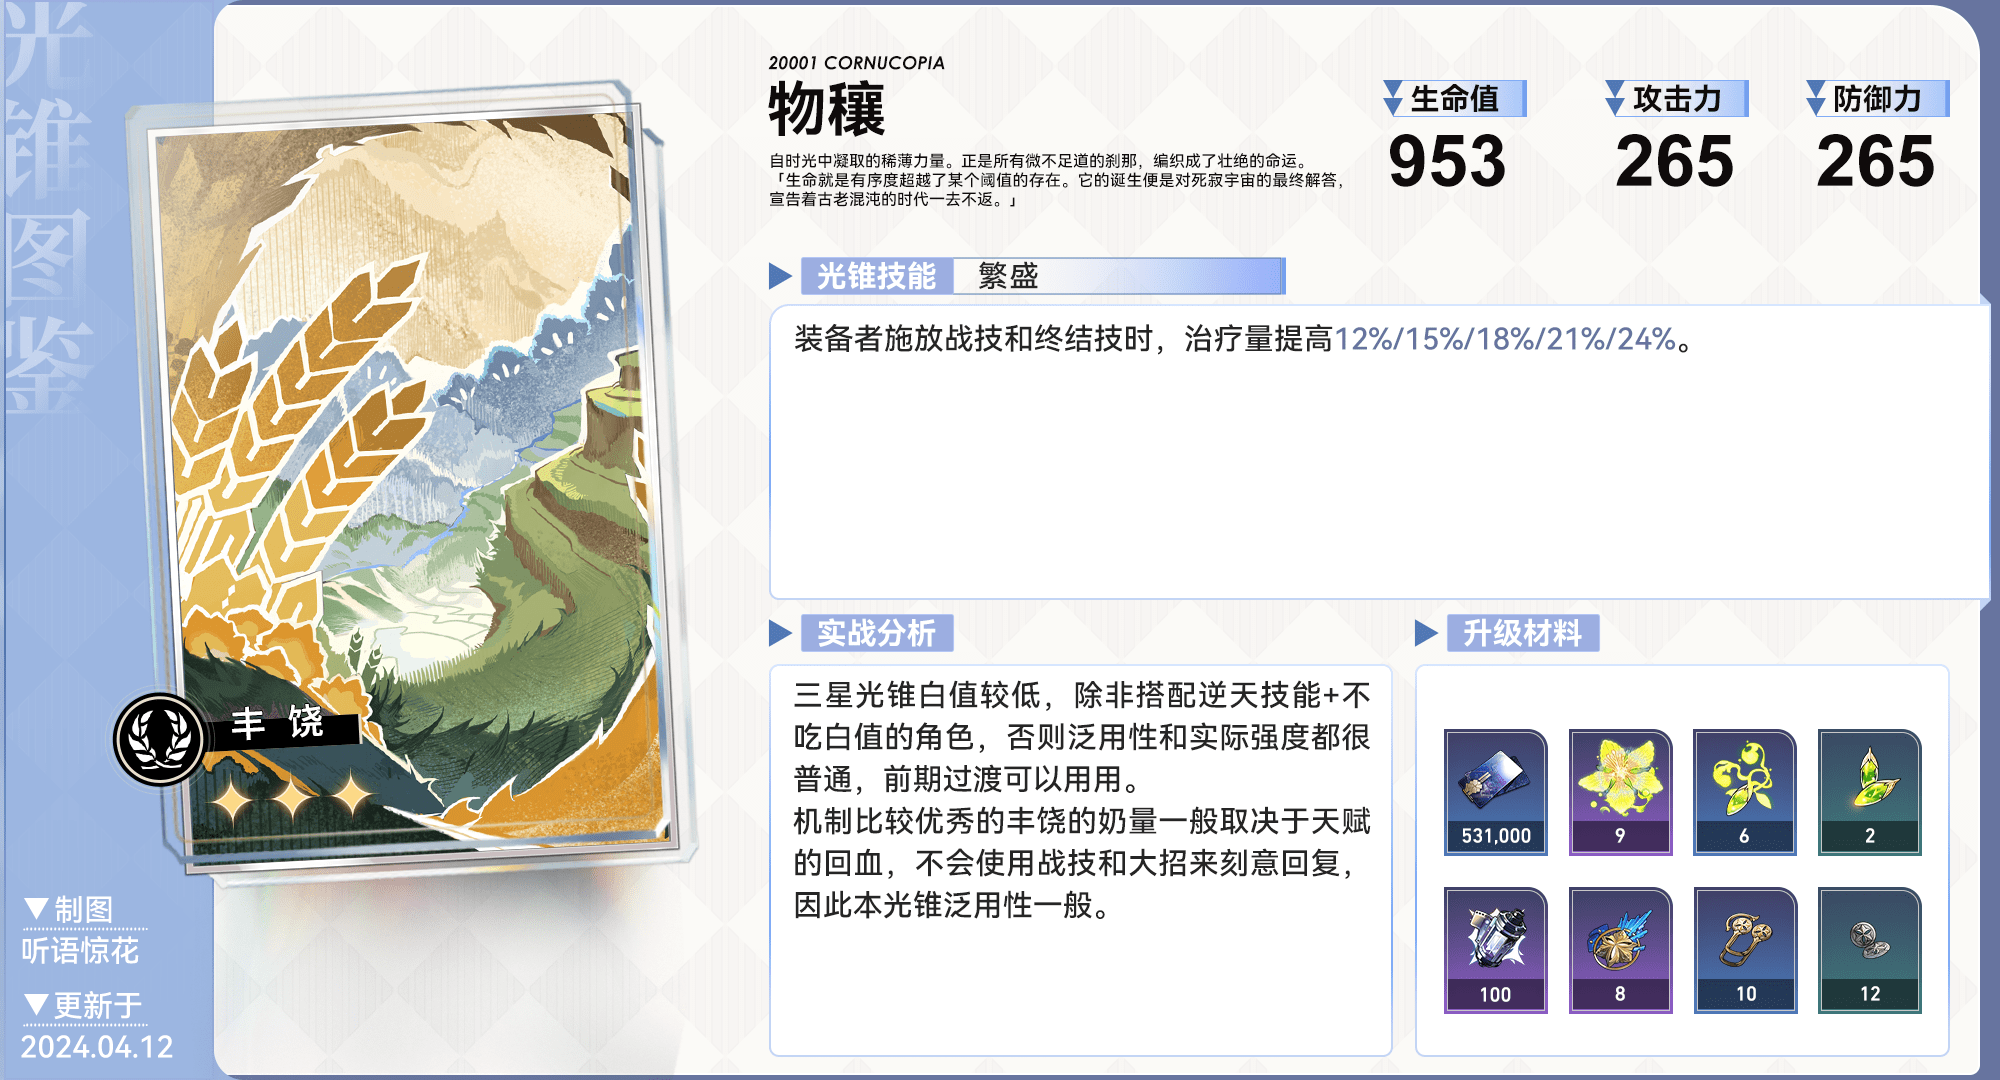 光锥图鉴
20001 CORNUCOPIA
物穰
自时光中凝取的稀薄力量。正是所有微不足道的刹那，编织成了壮绝的命运。
「生命就是有序度超越了某个阈值的存在。它的诞生便是对死寂宇宙的最终解答，
宣告着古老混沌的时代一去不返。」
生命值
953
攻击力
265
防御力
265
光锥技能
繁盛
装备者施放战技和终结技时，治疗量提高12%/15%/18%/21%/24%。
丰饶
实战分析
三星光锥白值较低，除非搭配逆天技能+不
吃白值的角色，否则泛用性和实际强度都很
普通，前期过渡可以用用。
机制比较优秀的丰饶的奶量一般取决于天赋
的回血，不会使用战技和大招来刻意回复，
因此本光锥泛用性一般。
升级材料
531,000
9
6
2
100
8
10
12
▼制图
听语惊花
▼更新于
2024.04.12